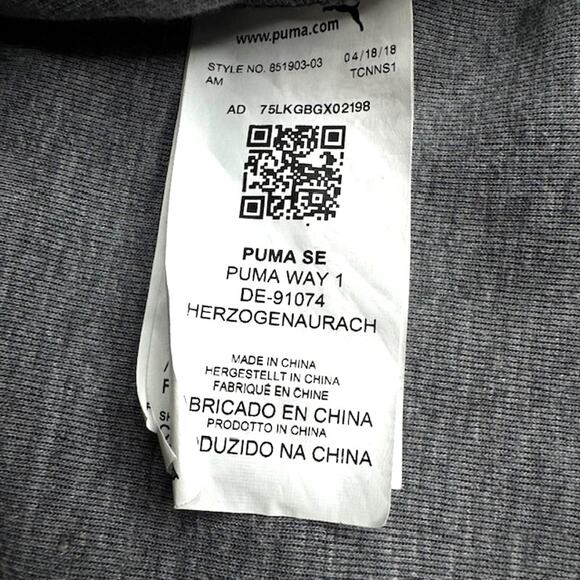 www.puma.com
STYLE NO. 851903-03 04/18/18
AM TCNNS1
AD 75LKGBGX02198
PUMA SE
PUMA WAY 1
DE-91074
HERZOGENAURACH
MADE IN CHINA
HERGESTELLT IN CHINA
FABRIQUÉ EN CHINE
BRICADO EN CHINA
PRODOTTO IN CHINA
DUZIDO NA CHINA